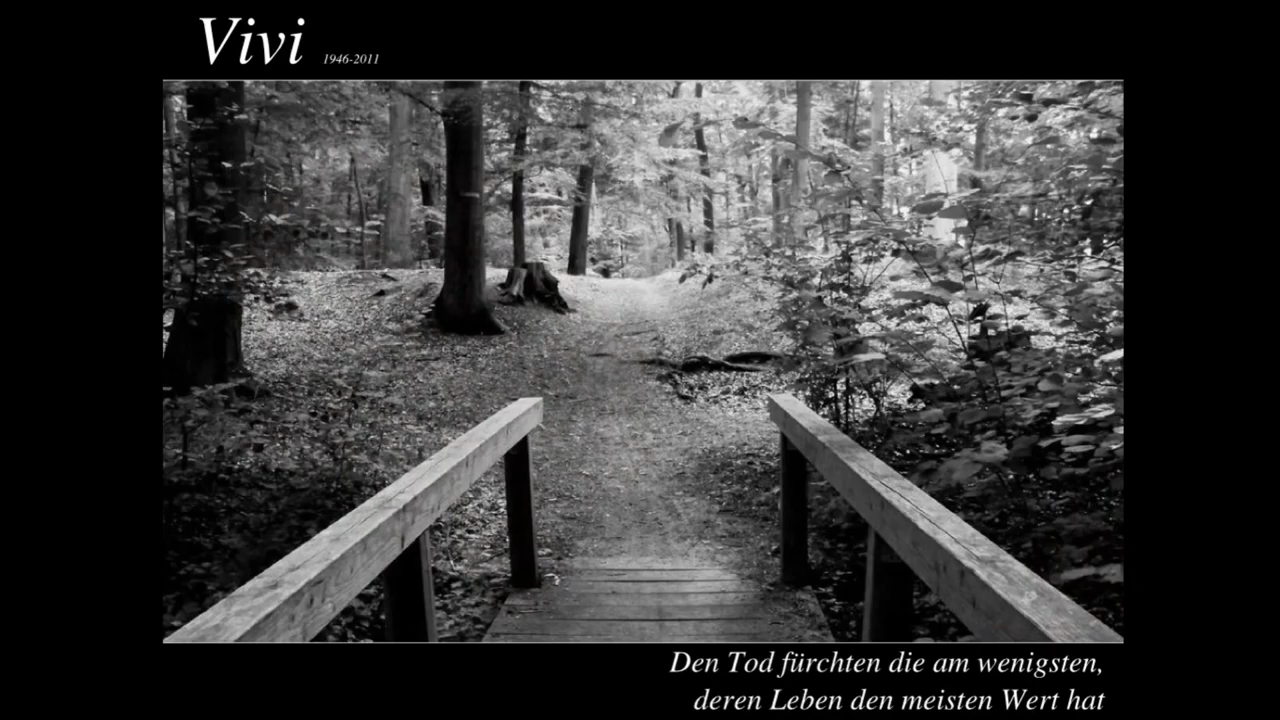 Vivi 1946-2011
Den Tod fürchten die am wenigsten,
deren Leben den meisten Wert hat